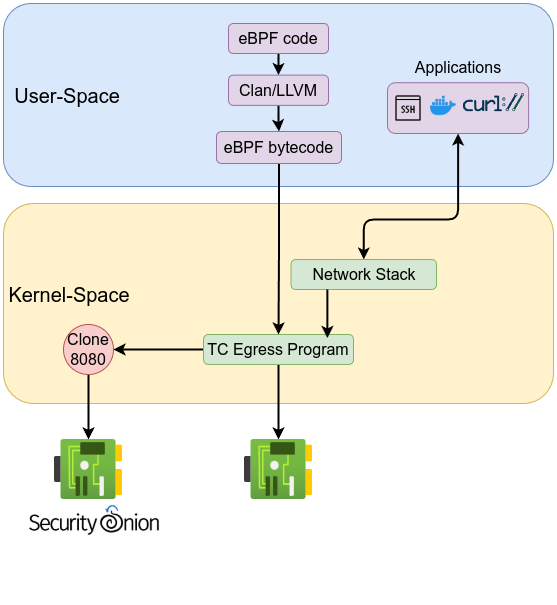 eBPF code
Applications
User-Space
Clan/LLVM
SSH
curl://
eBPF bytecode
Network Stack
Kernel-Space
Clone
8080
TC Egress Program
Security Onion